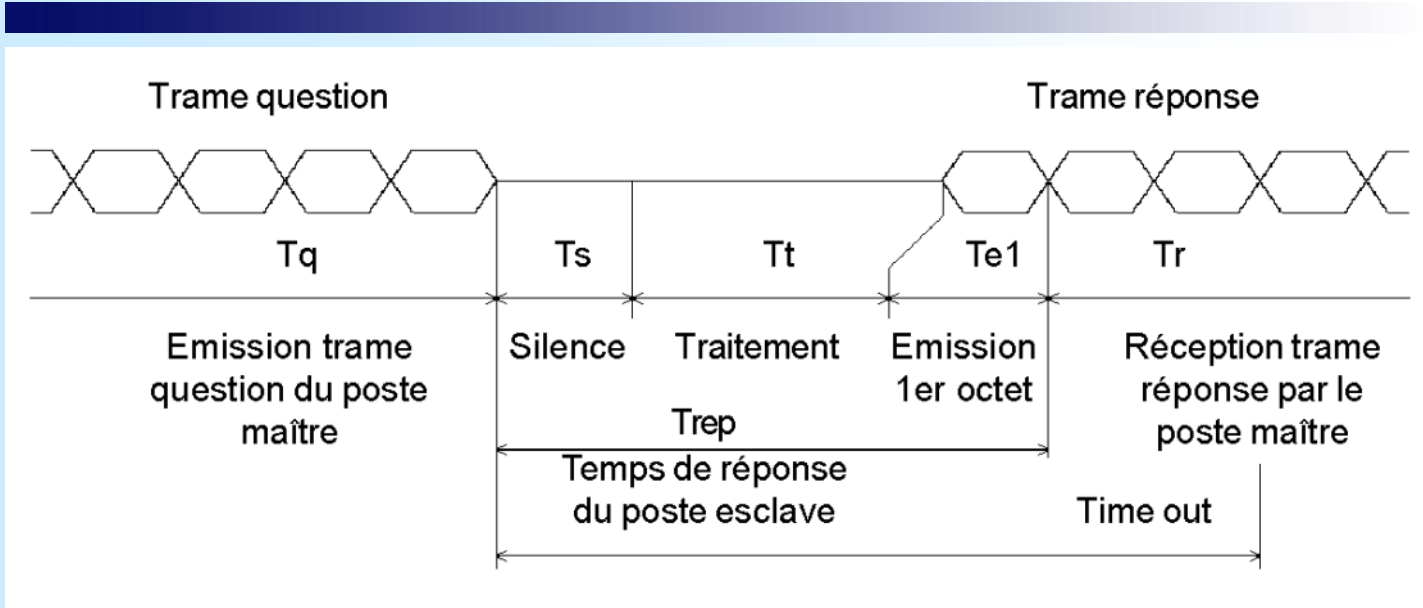 Trame question
Trame réponse
Tq
Ts
Tt
Te1
Tr
Emission trame
question du poste
maître
Silence
Traitement
Emission
1er octet
Réception trame
réponse par le
poste maître
Trep
Temps de réponse
du poste esclave
Time out